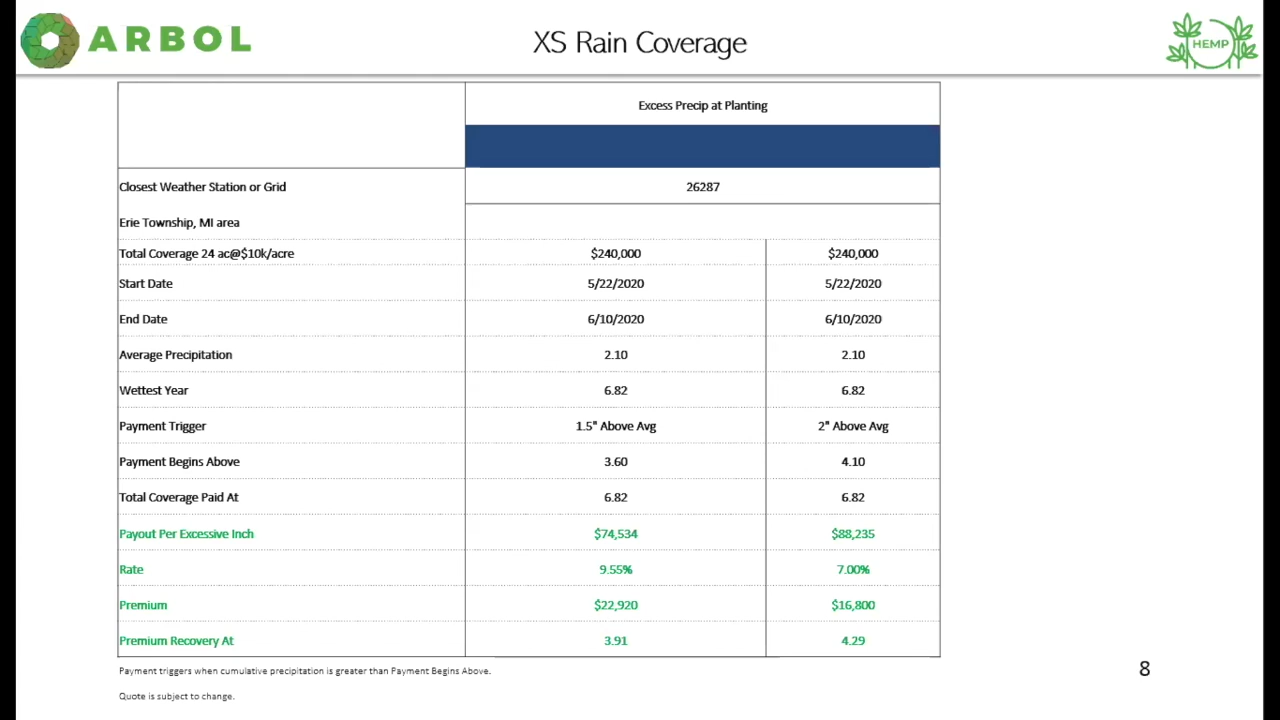 ARBOL
XS Rain Coverage
HEMP
Excess Precip at Planting
Closest Weather Station or Grid 26287
Erie Township, MI area
Total Coverage 24 ac@$10k/acre $240,000 $240,000
Start Date 5/22/2020 5/22/2020
End Date 6/10/2020 6/10/2020
Average Precipitation 2.10 2.10
Wettest Year 6.82 6.82
Payment Trigger 1.5" Above Avg 2" Above Avg
Payment Begins Above 3.60 4.10
Total Coverage Paid At 6.82 6.82
Payout Per Excessive Inch $74,534 $88,235
Rate 9.55% 7.00%
Premium $22,920 $16,800
Premium Recovery At 3.91 4.29
Payment triggers when cumulative precipitation is greater than Payment Begins Above.
8
Quote is subject to change.